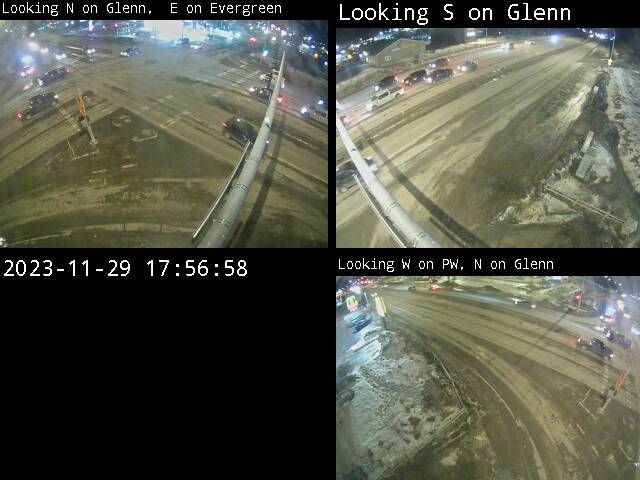 Looking N on Glenn,  E on Evergreen
Looking S on Glenn
2023-11-29 17:56:58
Looking W on PW, N on Glenn